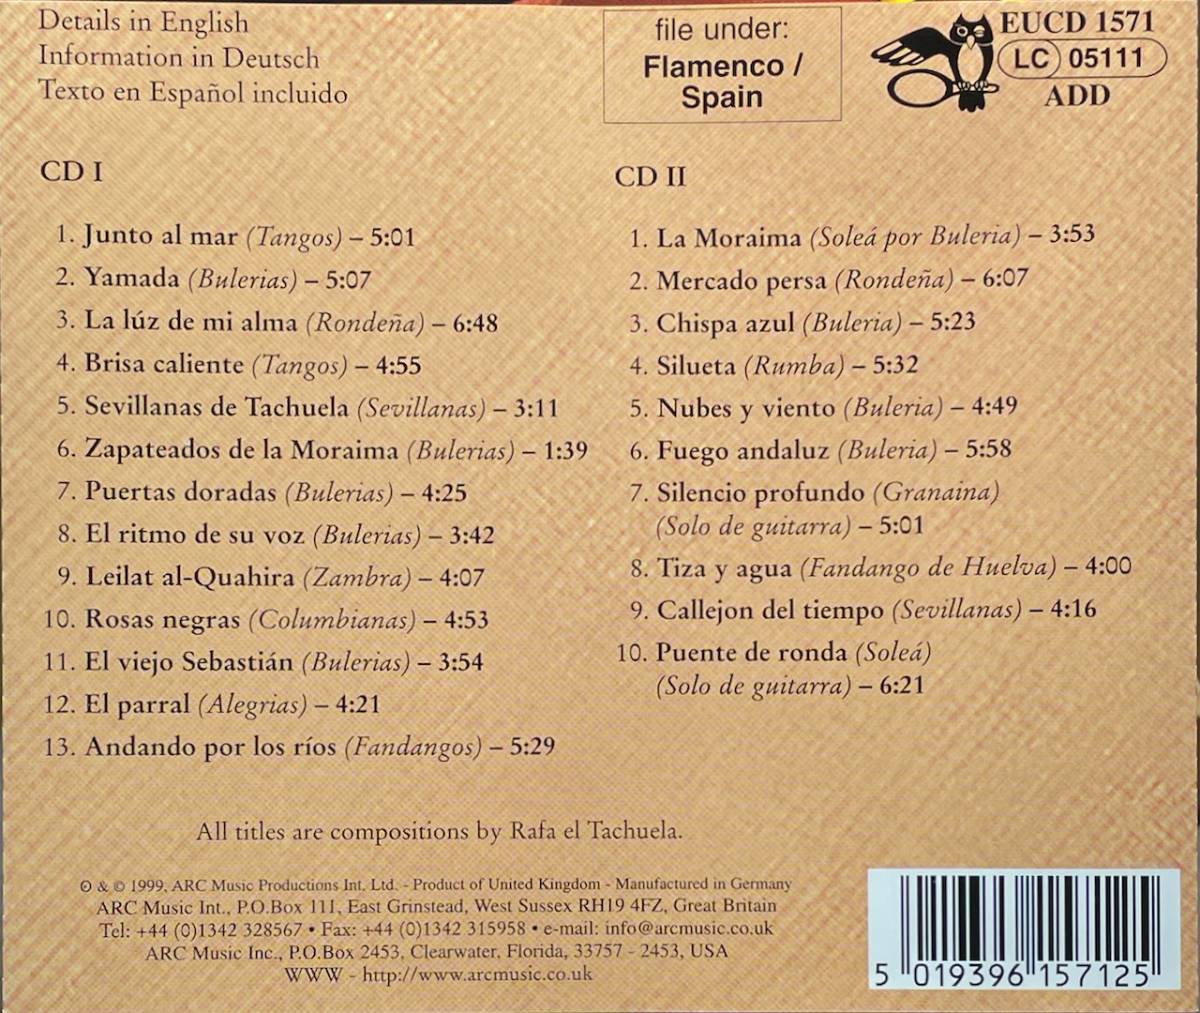 Details in English
Information in Deutsch
Texto en Español incluido
file under:
Flamenco /
Spain
EUCD 1571
LC 05111
ADD
CD I
1. Junto al mar (Tangos) – 5:01
2. Yamada (Bulerias) – 5:07
3. La lúz de mi alma (Rondeña) – 6:48
4. Brisa caliente (Tangos) – 4:55
5. Sevillanas de Tachuela (Sevillanas) – 3:11
6. Zapateados de la Moraima (Bulerias) – 1:39
7. Puertas doradas (Bulerias) – 4:25
8. El ritmo de su voz (Bulerias) – 3:42
9. Leilat al-Quahira (Zambra) – 4:07
10. Rosas negras (Columbianas) – 4:53
11. El viejo Sebastián (Bulerias) – 3:54
12. El parral (Alegrias) – 4:21
13. Andando por los ríos (Fandangos) – 5:29
CD II
1. La Moraima (Soleá por Buleria) – 3:53
2. Mercado persa (Rondeña) – 6:07
3. Chispa azul (Buleria) – 5:23
4. Silueta (Rumba) – 5:32
5. Nubes y viento (Buleria) – 4:49
6. Fuego andaluz (Buleria) – 5:58
7. Silencio profundo (Granaina)
(Solo de guitarra) – 5:01
8. Tiza y agua (Fandango de Huelva) – 4:00
9. Callejon del tiempo (Sevillanas) – 4:16
10. Puente de ronda (Soleá)
(Solo de guitarra) – 6:21
All titles are compositions by Rafa el Tachuela.
℗ & © 1999, ARC Music Productions Int. Ltd. - Product of United Kingdom - Manufactured in Germany
ARC Music Int., P.O.Box 111, East Grinstead, West Sussex RH19 4FZ, Great Britain
Tel: +44 (0)1342 328567 • Fax: +44 (0)1342 315958 • e-mail: info@arcmusic.co.uk
ARC Music Inc., P.O.Box 2453, Clearwater, Florida, 33757 - 2453, USA
WWW - http://www.arcmusic.co.uk
5 019396 157125